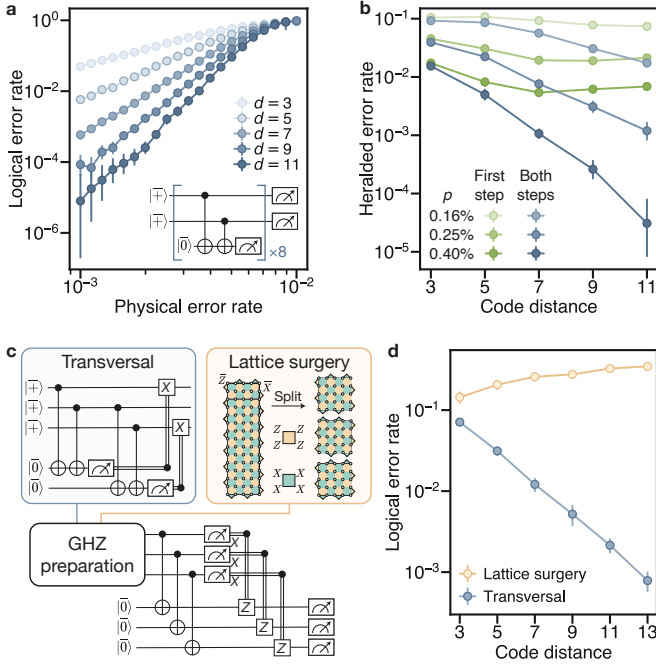 a
Logical error rate
10⁰
10⁻²
10⁻⁴
10⁻⁶
d = 3
d = 5
d = 7
d = 9
d = 11
|+̅⟩
|+̅⟩
|0̅⟩
×8
10⁻³
10⁻²
Physical error rate
b
Heralded error rate
10⁻¹
10⁻²
10⁻³
10⁻⁴
10⁻⁵
p First step Both steps
0.16%
0.25%
0.40%
3 5 7 9 11
Code distance
c
Transversal
|+̅⟩
|+̅⟩
|+̅⟩
|0̅⟩
|0̅⟩
X
X
Lattice surgery
Z̅ X̅
Split
Z Z
Z Z
X X
X X
GHZ
preparation
X
X
X
|0̅⟩
|0̅⟩
|0̅⟩
Z
Z
Z
d
Logical error rate
10⁻¹
10⁻²
10⁻³
Lattice surgery
Transversal
3 5 7 9 11 13
Code distance